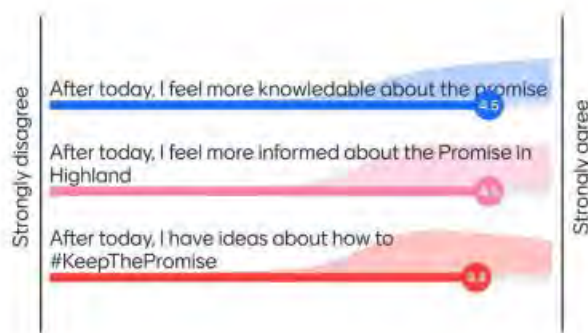 Strongly disagree
After today, I feel more knowledable about the promise
4.5
After today, I feel more informed about the Promise in
Highland
After today, I have ideas about how to
#KeepThePromise
Strongly agree